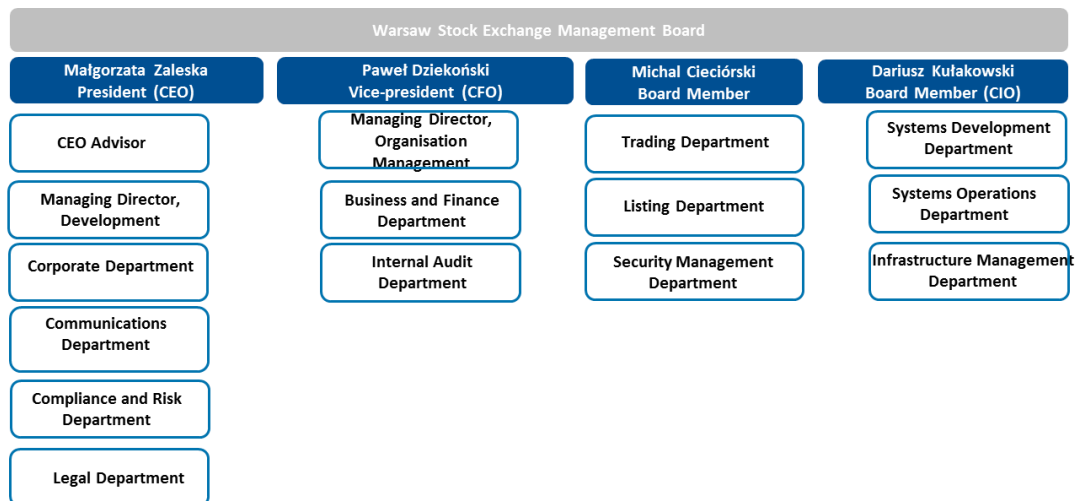 Warsaw Stock Exchange Management Board
Małgorzata Zaleska
President (CEO)
Paweł Dziekoński
Vice-president (CFO)
Michal Cieciórski
Board Member
Dariusz Kułakowski
Board Member (CIO)
CEO Advisor
Managing Director,
Development
Corporate Department
Communications
Department
Compliance and Risk
Department
Legal Department
Managing Director,
Organisation
Management
Business and Finance
Department
Internal Audit
Department
Trading Department
Listing Department
Security Management
Department
Systems Development
Department
Systems Operations
Department
Infrastructure Management
Department